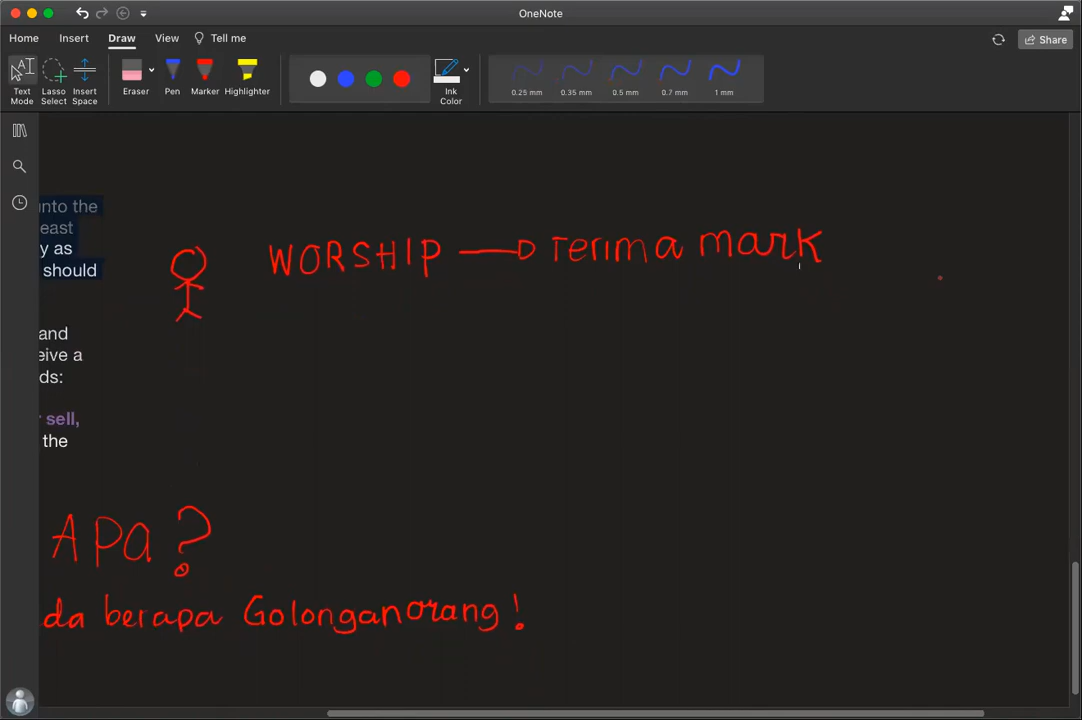 OneNote
Home Insert Draw View Tell me
Share
Text Mode
Lasso Select
Insert Space
Eraser
Pen
Marker
Highlighter
Ink Color
0.25 mm
0.35 mm
0.5 mm
0.7 mm
1 mm
unto the
east
y as
should
WORSHIP → Terima mark
and
eive a
ds:
r sell,
the
APa ?
da berapa Golonganorang!